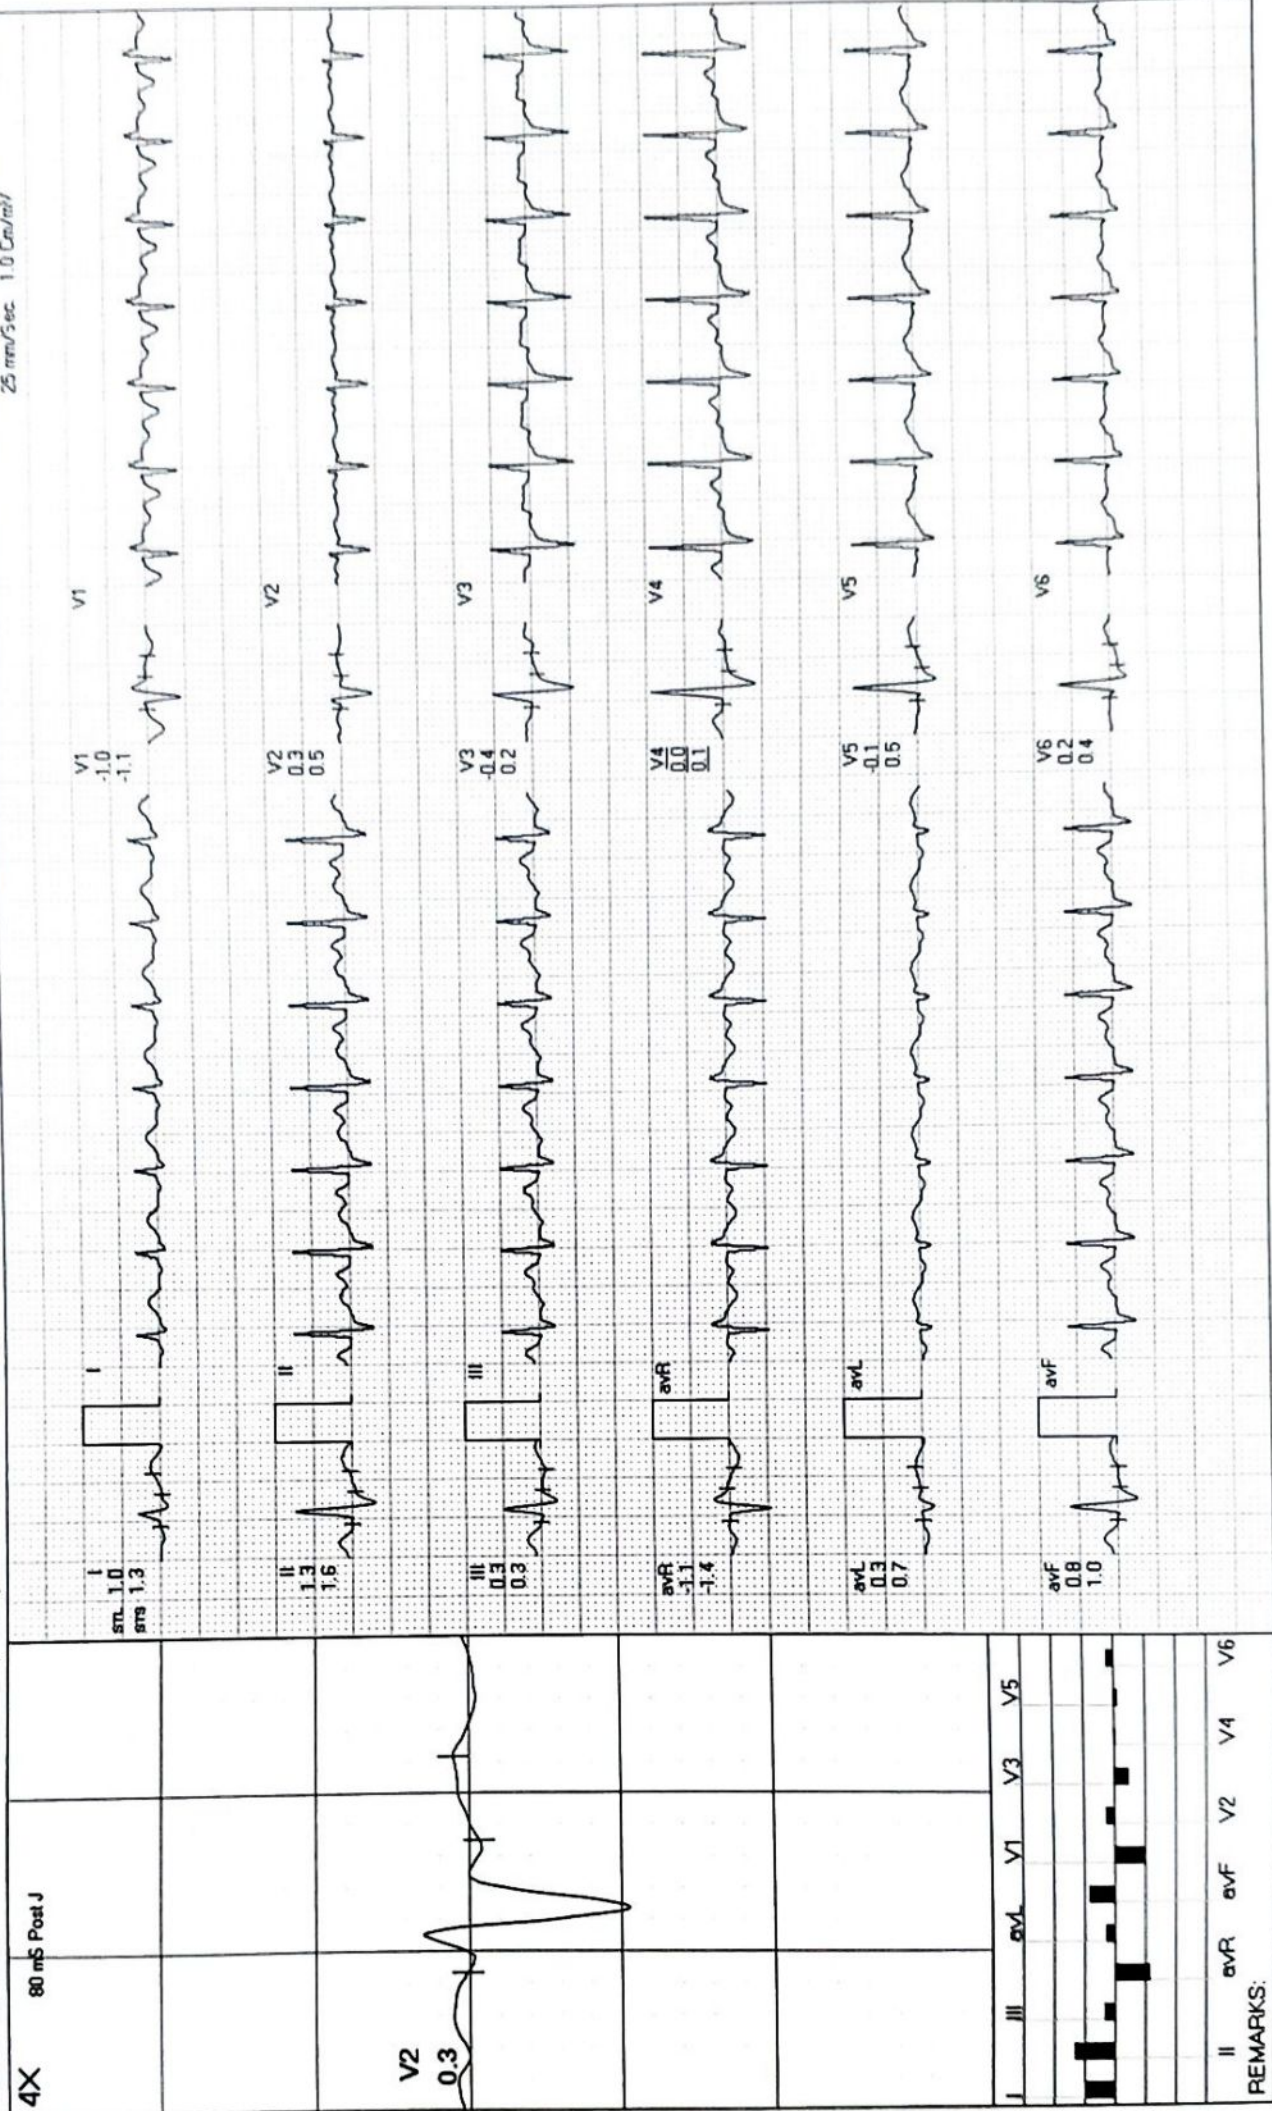 25 mm/Sec 1.0 Cm/mV
4X 80 mS Post J
V2
0.3
I
STL 1.0
STS 1.3
I
V1
-1.0
-1.1
V1
II
1.3
1.6
II
V2
0.3
0.5
V2
III
0.3
0.3
III
V3
-0.4
0.2
V3
avR
-1.1
-1.4
avR
V4
0.0
0.1
V4
avL
0.3
0.7
avL
V5
-0.1
0.5
V5
avF
0.8
1.0
avF
V6
0.2
0.4
V6
I III avL V1 V3 V5
II avR avF V2 V4 V6
REMARKS: